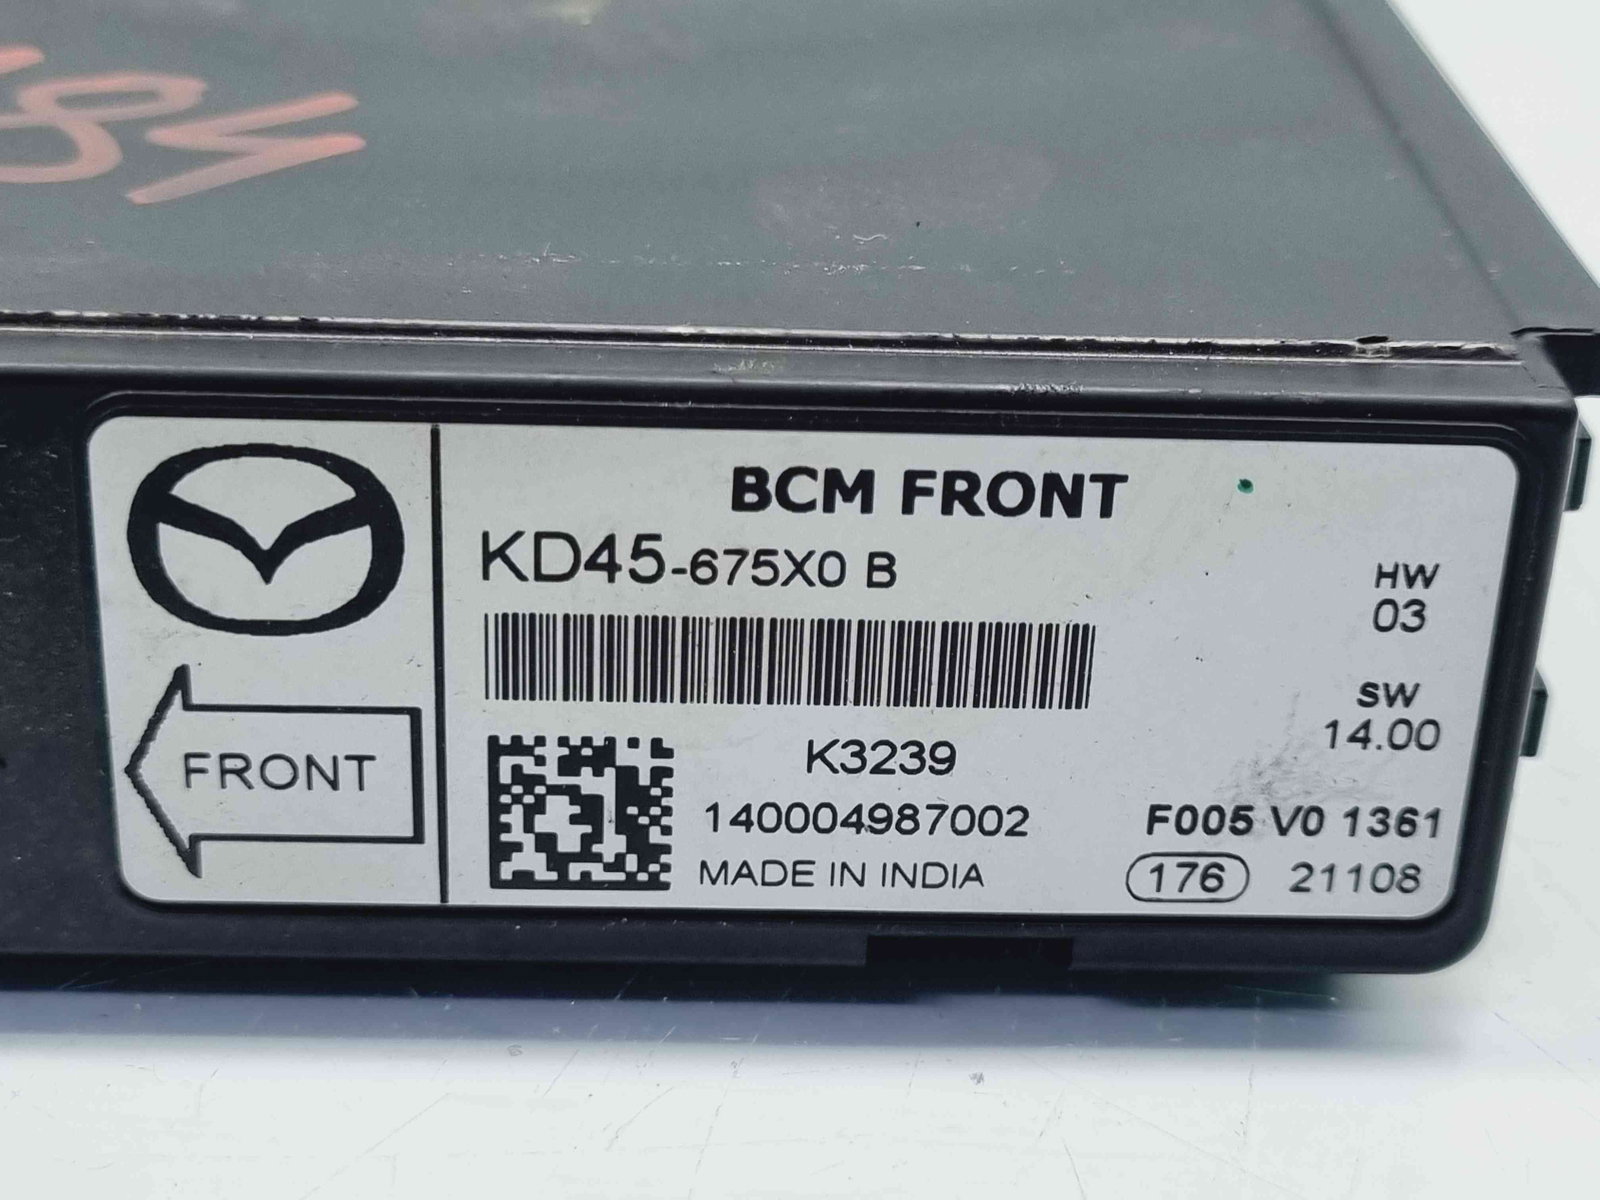 BCM FRONT
KD45-675X0 B
HW
03
SW
14.00
FRONT
K3239
140004987002
F005 V0 1361
MADE IN INDIA
176 21108